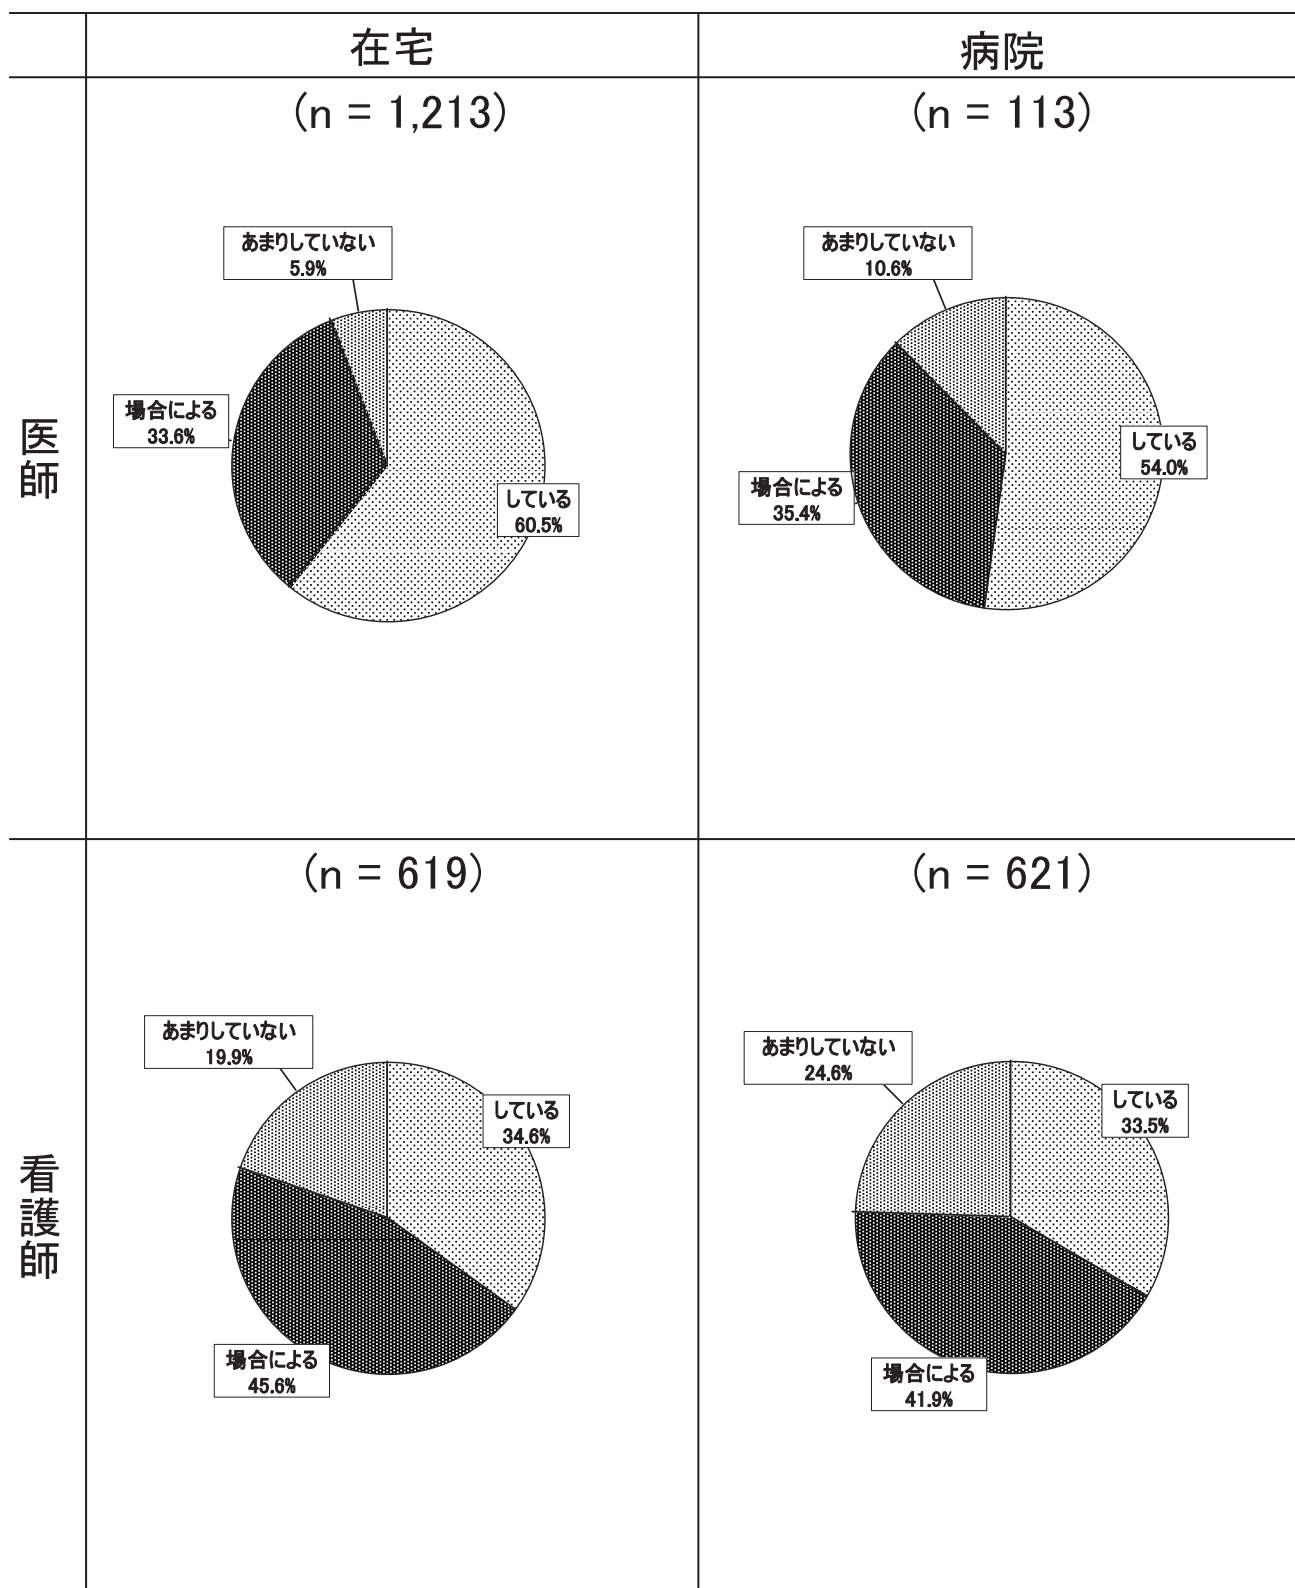 在宅
病院
医師
(n = 1,213)
あまりしていない
5.9%
場合による
33.6%
している
60.5%
(n = 113)
あまりしていない
10.6%
場合による
35.4%
している
54.0%
看護師
(n = 619)
あまりしていない
19.9%
している
34.6%
場合による
45.6%
(n = 621)
あまりしていない
24.6%
している
33.5%
場合による
41.9%